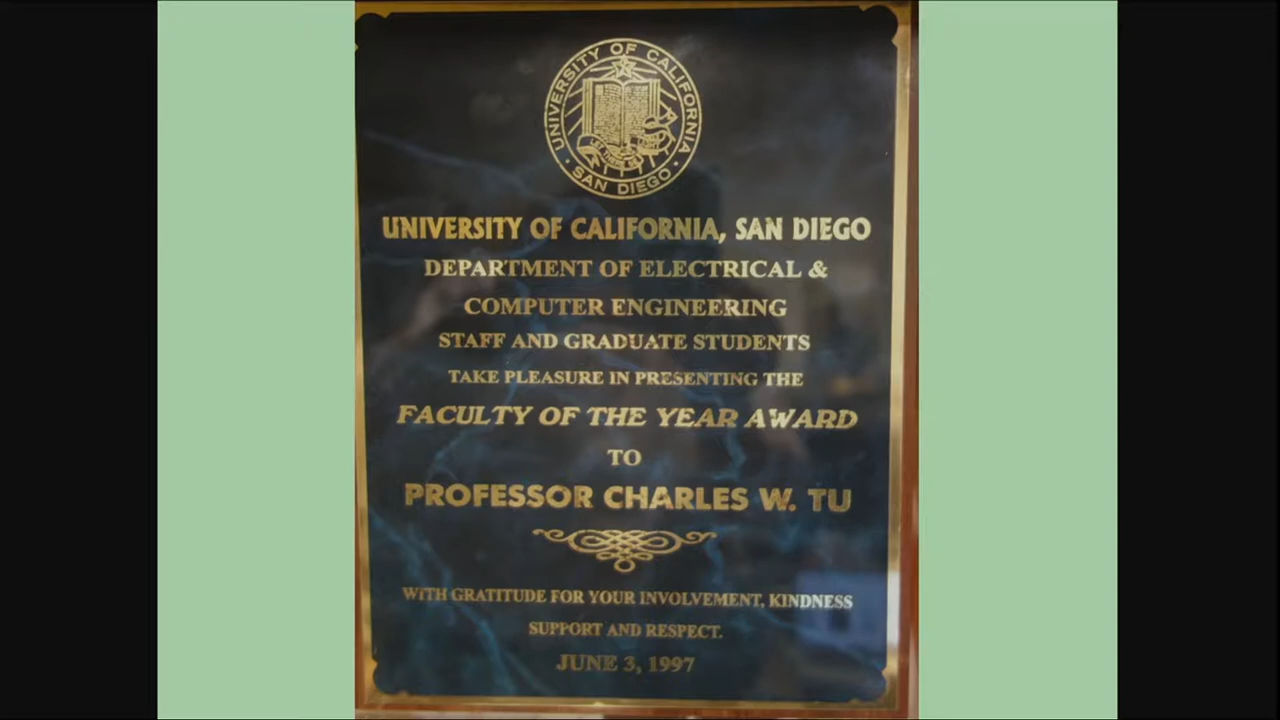 UNIVERSITY OF CALIFORNIA
SAN DIEGO
UNIVERSITY OF CALIFORNIA, SAN DIEGO
DEPARTMENT OF ELECTRICAL &
COMPUTER ENGINEERING
STAFF AND GRADUATE STUDENTS
TAKE PLEASURE IN PRESENTING THE
FACULTY OF THE YEAR AWARD
TO
PROFESSOR CHARLES W. TU
WITH GRATITUDE FOR YOUR INVOLVEMENT, KINDNESS
SUPPORT AND RESPECT.
JUNE 3, 1997